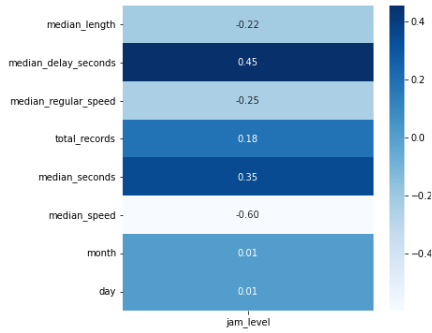 median_length
-0.22
median_delay_seconds
0.45
median_regular_speed
-0.25
total_records
0.18
median_seconds
0.35
median_speed
-0.60
month
0.01
day
0.01
jam_level
0.4
0.2
0.0
−0.2
−0.4